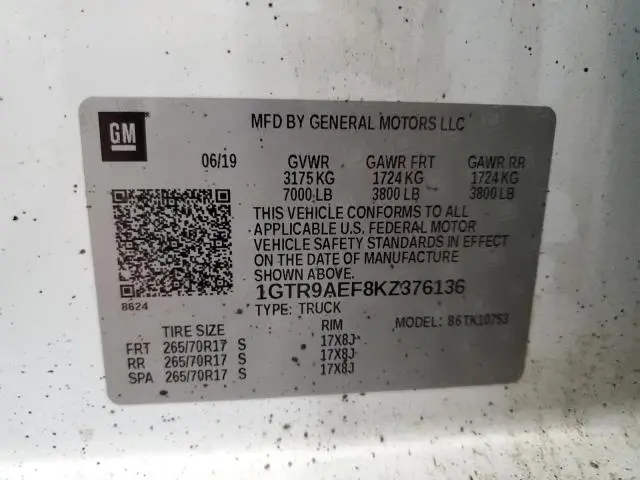 GM
MFD BY GENERAL MOTORS LLC
06/19 GVWR GAWR FRT GAWR RR
3175 KG 1724 KG 1724 KG
7000 LB 3800 LB 3800 LB
THIS VEHICLE CONFORMS TO ALL
APPLICABLE U.S. FEDERAL MOTOR
VEHICLE SAFETY STANDARDS IN EFFECT
ON THE DATE OF MANUFACTURE
SHOWN ABOVE.
8624
1GTR9AEF8KZ376136
TYPE: TRUCK
MODEL: 86TK10753
TIRE SIZE RIM
FRT 265/70R17 S 17X8J
RR 265/70R17 S 17X8J
SPA 265/70R17 S 17X8J